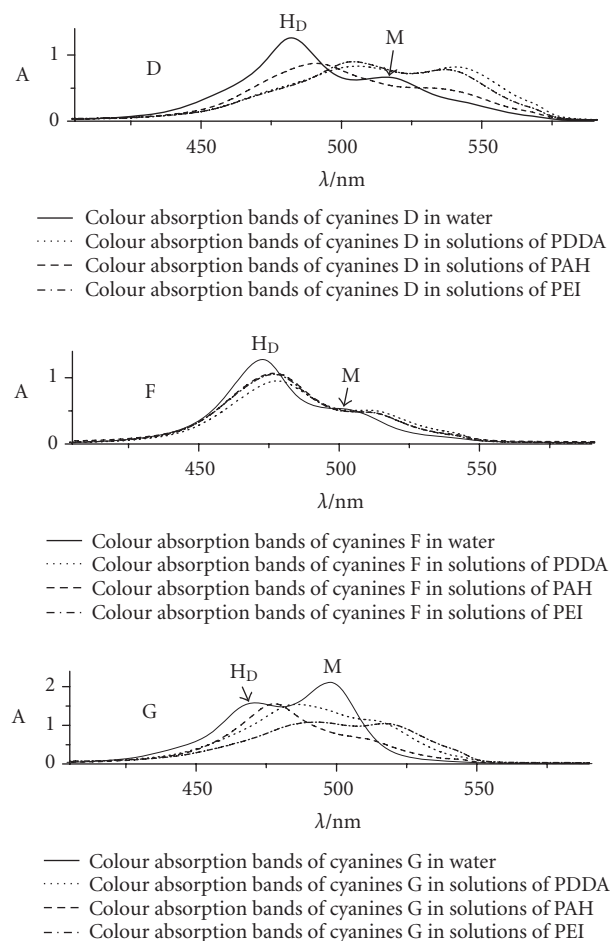 H_D
M
1
A
D
0
450
500
550
λ/nm
Colour absorption bands of cyanines D in water
Colour absorption bands of cyanines D in solutions of PDDA
Colour absorption bands of cyanines D in solutions of PAH
Colour absorption bands of cyanines D in solutions of PEI
H_D
M
1
A
F
0
450
500
550
λ/nm
Colour absorption bands of cyanines F in water
Colour absorption bands of cyanines F in solutions of PDDA
Colour absorption bands of cyanines F in solutions of PAH
Colour absorption bands of cyanines F in solutions of PEI
H_D
M
2
1
A
G
0
450
500
550
λ/nm
Colour absorption bands of cyanines G in water
Colour absorption bands of cyanines G in solutions of PDDA
Colour absorption bands of cyanines G in solutions of PAH
Colour absorption bands of cyanines G in solutions of PEI